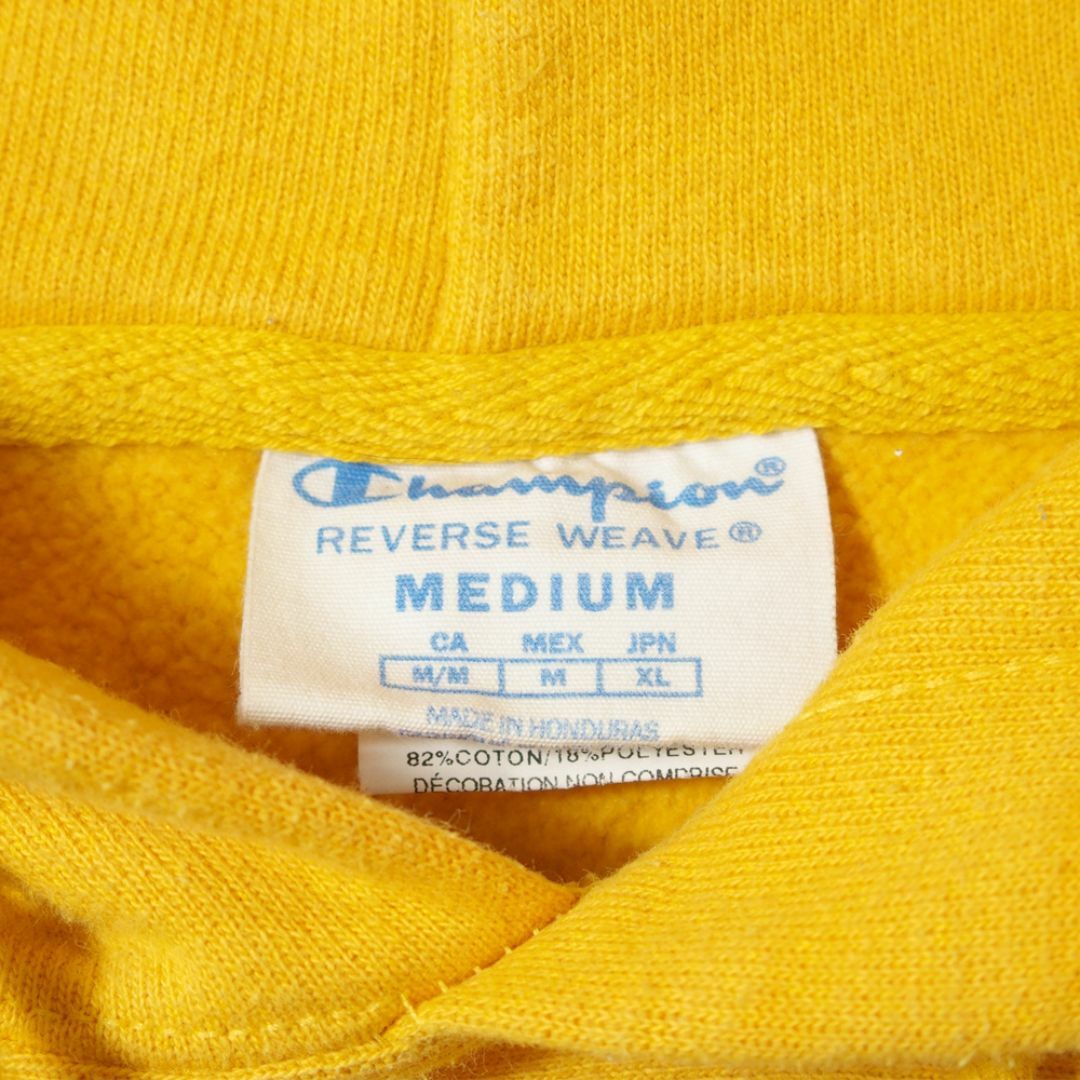 Champion®
REVERSE WEAVE®
MEDIUM
CA MEX JPN
M/M M XL
MADE IN HONDURAS
82%COTON/18%POLYESTER
DÉCORATION NON COMPRISE